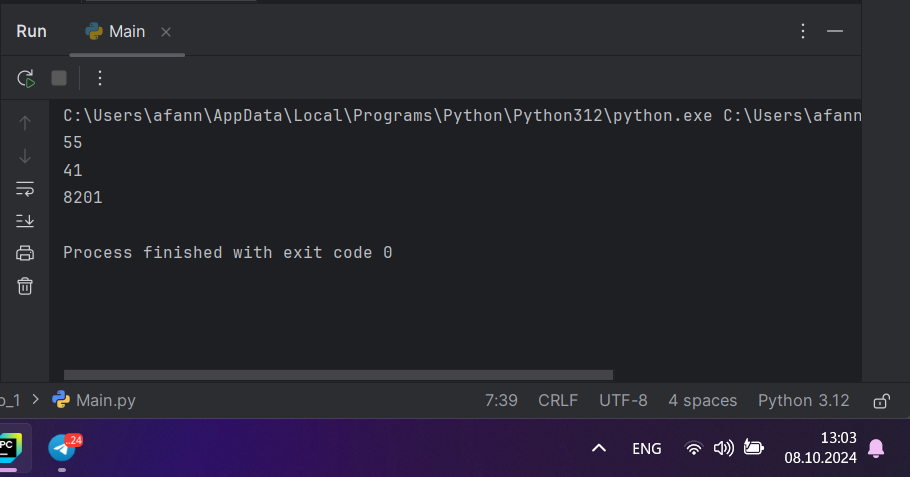 Run Main
C:\Users\afann\AppData\Local\Programs\Python\Python312\python.exe C:\Users\afann
55
41
8201
Process finished with exit code 0
o_1 > Main.py 7:39 CRLF UTF-8 4 spaces Python 3.12
PC ..24 ENG 13:03
08.10.2024